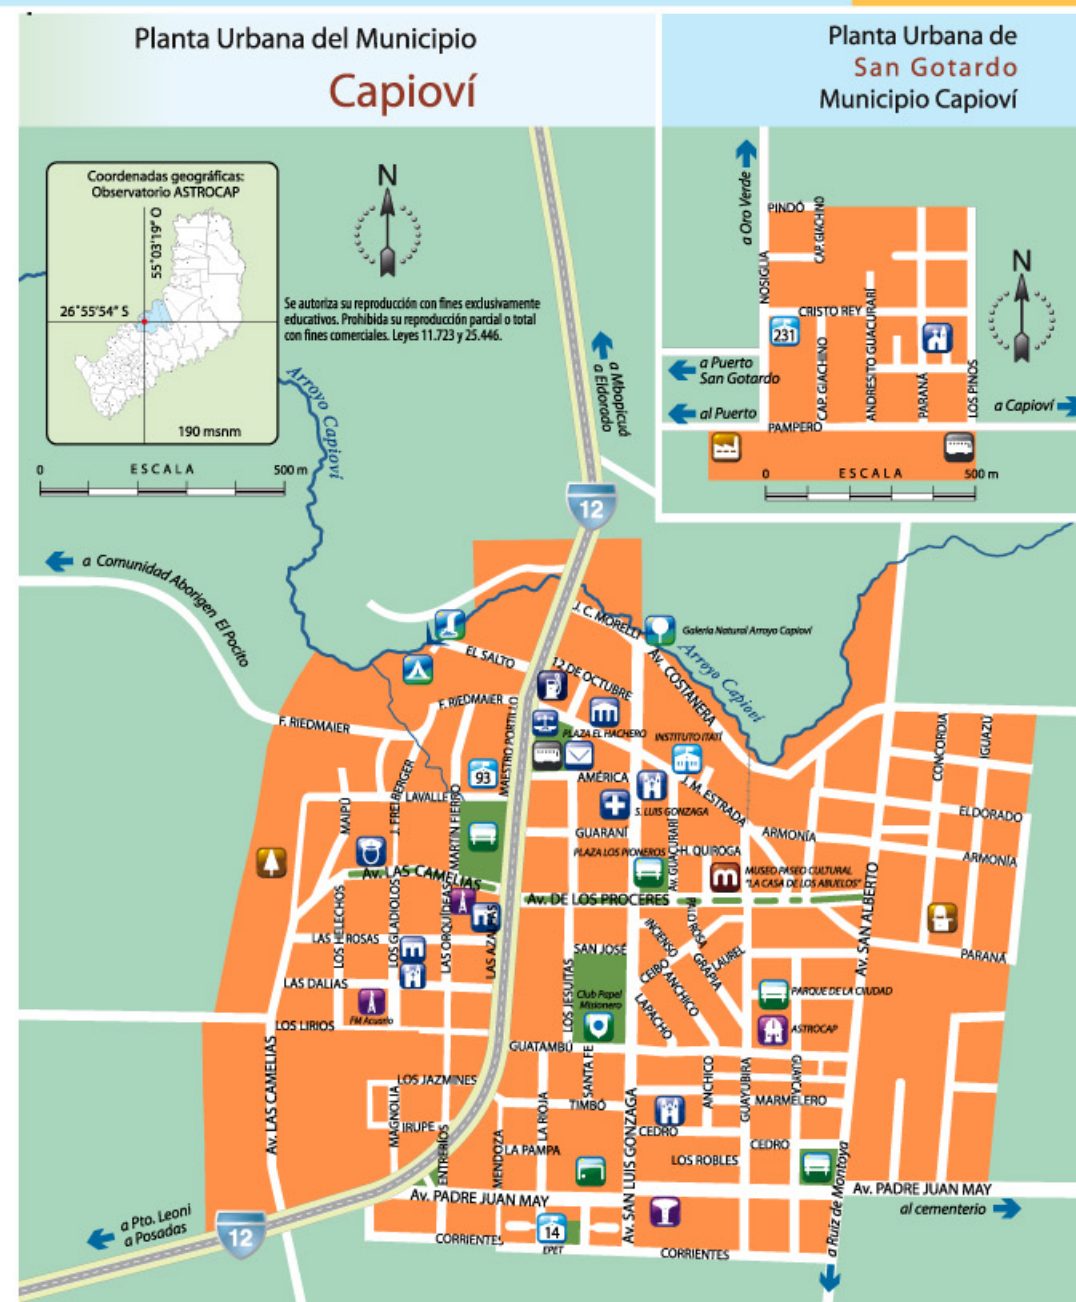 Planta Urbana del Municipio
Capioví
Planta Urbana de
San Gotardo
Municipio Capioví
Coordenadas geográficas:
Observatorio ASTROCAP
55°03'19" O
26°55'54" S
190 msnm
N
Se autoriza su reproducción con fines exclusivamente
educativos. Prohibida su reproducción parcial o total
con fines comerciales. Leyes 11.723 y 25.446.
0 ESCALA 500 m
a Oro Verde
PINDÓ
CAP. GIACHINO
NOSIGLIA
CRISTO REY
231
CAP. GIACHINO
ANDRESITO GUACURARÍ
PARANÁ
LOS PINOS
N
a Puerto
San Gotardo
al Puerto
a Capioví
PAMPERO
0 ESCALA 500 m
a Mbopicuá
a Eldorado
Arroyo Capioví
12
a Comunidad Aborigen El Pocito
J. C. MORELLI
Galería Natural Arroyo Capioví
Arroyo Capioví
Av. COSTANERA
EL SALTO
12 DE OCTUBRE
F. RIEDMAIER
F. RIEDMAIER
MAESTRO PORTILLO
PLAZA EL HACHERO
INSTITUTO ITATÍ
CONCORDIA
IGUAZÚ
93
AMÉRICA
J. M. ESTRADA
S. LUIS GONZAGA
J. FREIBERGER
LAVALLE
MARTÍN FIERRO
MAIPÚ
ELDORADO
GUARANÍ
ARMONÍA
ARMONÍA
AV. GUACURARÍ
H. QUIROGA
PLAZA LOS PIONEROS
MUSEO PASEO CULTURAL
"LA CASA DE LOS ABUELOS"
Av. LAS CAMELIAS
Av. DE LOS PROCERES
Av. SAN ALBERTO
LOS HELECHOS
LOS GLADIOLOS
LAS ORQUÍDEAS
LAS AZALEAS
LAS ROSAS
PALO ROSA
INCIENSO
SAN JOSÉ
PARANÁ
LAUREL
GRAPIA
CEIBO
ANCHICO
LAPACHO
LAS DALIAS
FM Acuario
LOS JESUITAS
Club Papel
Misionero
PARQUE DE LA CIUDAD
ASTROCAP
LOS LIRIOS
GUATAMBÚ
SANTA FE
Av. LAS CAMELIAS
LOS JAZMINES
MAGNOLIA
IRUPE
ENTRE RÍOS
MENDOZA
LA RIOJA
TIMBÓ
ANCHICO
GUAYUBIRA
MARMELERO
CEDRO
CEDRO
LA PAMPA
LOS ROBLES
Av. SAN LUIS GONZAGA
Av. PADRE JUAN MAY
Av. PADRE JUAN MAY
al cementerio
a Ruiz de Montoya
a Pto. Leoni
a Posadas
12
CORRIENTES
14
EPET
CORRIENTES